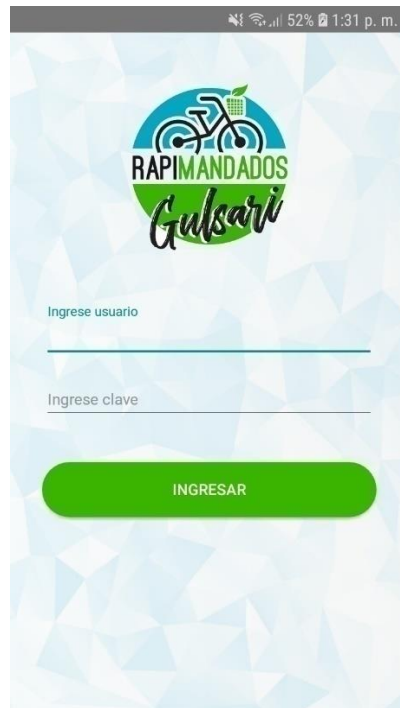 52% 1:31 p. m.
RAPIMANDADOS
Gulsari
Ingrese usuario
Ingrese clave
INGRESAR